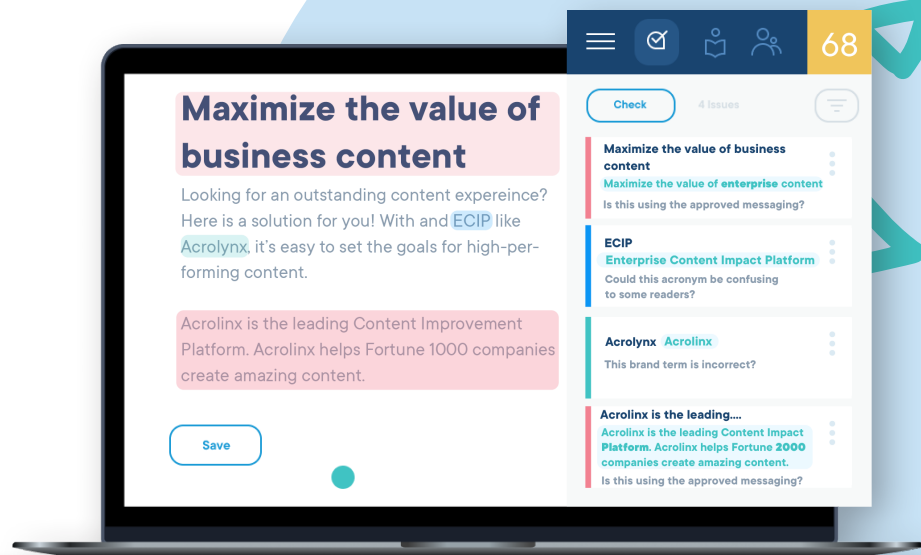 Maximize the value of
business content
Looking for an outstanding content expereince?
Here is a solution for you! With and ECIP like
Acrolynx, it's easy to set the goals for high-per-
forming content.
Acrolinx is the leading Content Improvement
Platform. Acrolinx helps Fortune 1000 companies
create amazing content.
Save
68
Check
4 Issues
Maximize the value of business
content
Maximize the value of enterprise content
Is this using the approved messaging?
ECIP
Enterprise Content Impact Platform
Could this acronym be confusing
to some readers?
Acrolynx Acrolinx
This brand term is incorrect?
Acrolinx is the leading....
Acrolinx is the leading Content Impact
Platform. Acrolinx helps Fortune 2000
companies create amazing content.
Is this using the approved messaging?